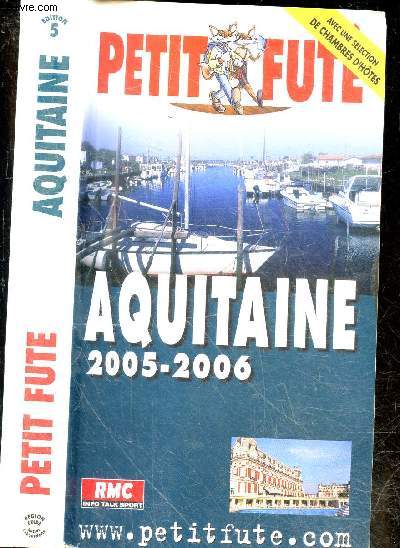 PETIT FUTE
AVEC UNE SÉLECTION
DE CHAMBRES D'HÔTES
AQUITAINE
2005-2006
RMC
INFO TALK SPORT
www.petitfute.com
édition
5
AQUITAINE
PETIT FUTE
RÉGION